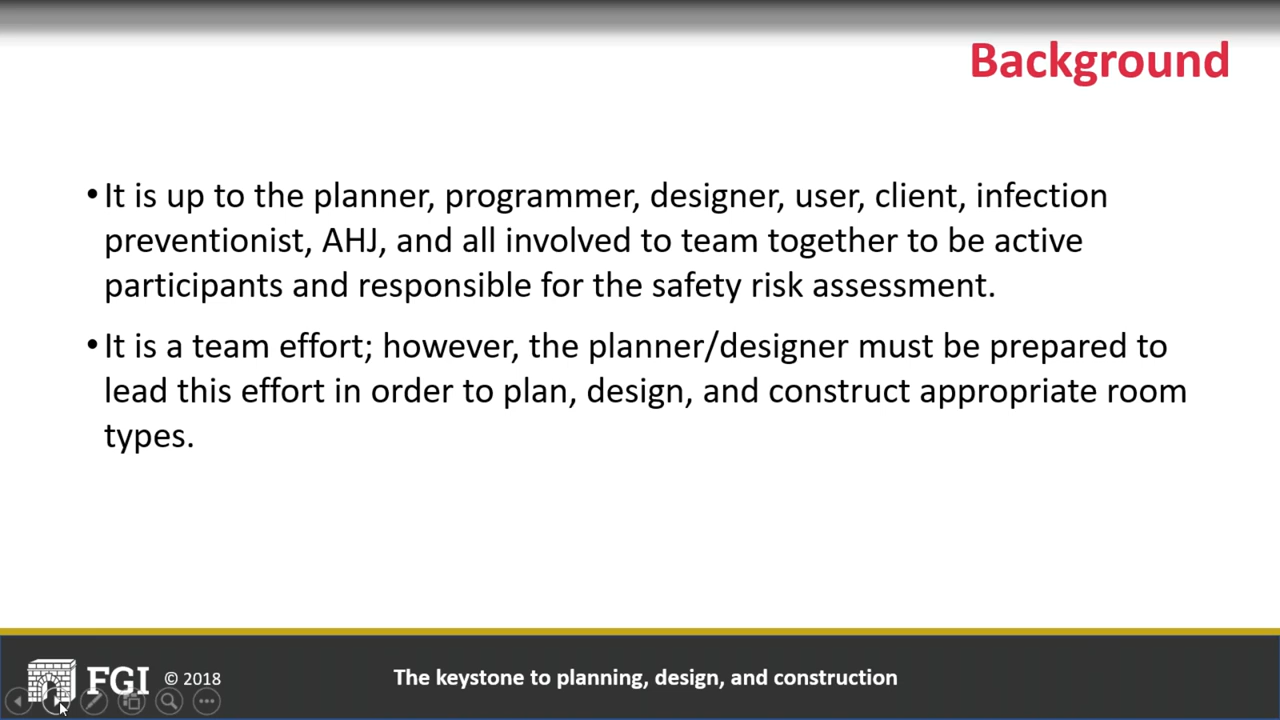 Background
•It is up to the planner, programmer, designer, user, client, infection
preventionist, AHJ, and all involved to team together to be active
participants and responsible for the safety risk assessment.
•It is a team effort; however, the planner/designer must be prepared to
lead this effort in order to plan, design, and construct appropriate room
types.
FGI © 2018
The keystone to planning, design, and construction